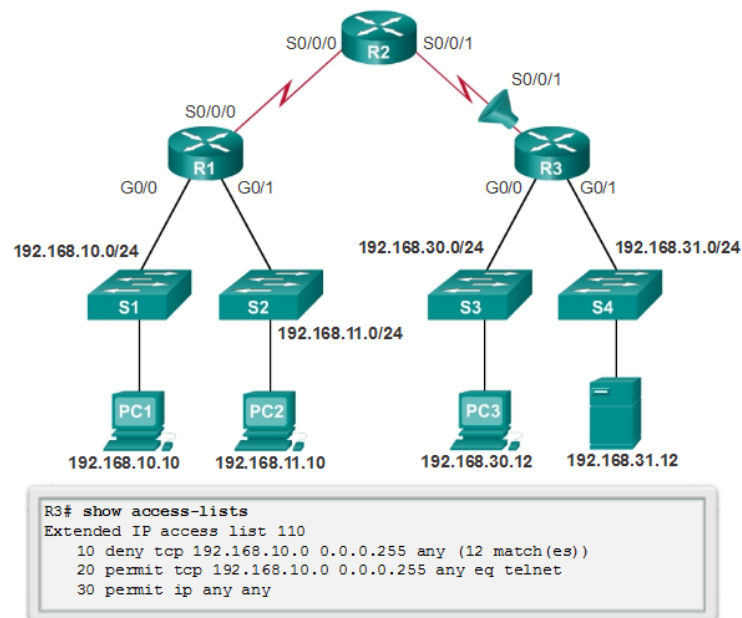 R2
S0/0/0
S0/0/1
S0/0/1
S0/0/0
R1
R3
G0/0
G0/1
G0/0
G0/1
192.168.10.0/24
192.168.30.0/24
192.168.31.0/24
S1
S2
S3
S4
192.168.11.0/24
PC1
PC2
PC3
192.168.10.10
192.168.11.10
192.168.30.12
192.168.31.12
R3# show access-lists
Extended IP access list 110
10 deny tcp 192.168.10.0 0.0.0.255 any (12 match(es))
20 permit tcp 192.168.10.0 0.0.0.255 any eq telnet
30 permit ip any any